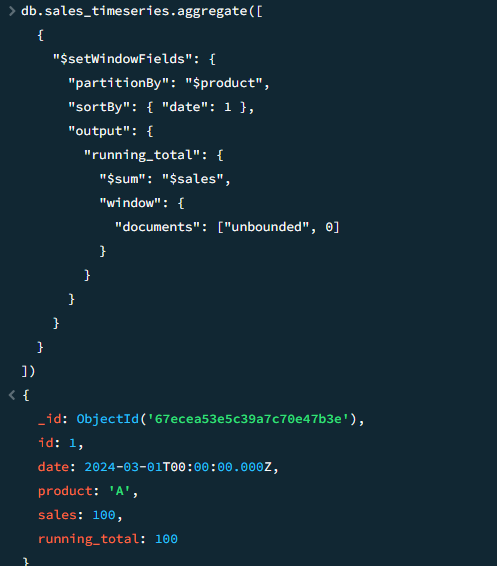 > db.sales_timeseries.aggregate([
{
"$setWindowFields": {
"partitionBy": "$product",
"sortBy": { "date": 1 },
"output": {
"running_total": {
"$sum": "$sales",
"window": {
"documents": ["unbounded", 0]
}
}
}
}
}
])
< {
_id: ObjectId('67ecea53e5c39a7c70e47b3e'),
id: 1,
date: 2024-03-01T00:00:00.000Z,
product: 'A',
sales: 100,
running_total: 100
}